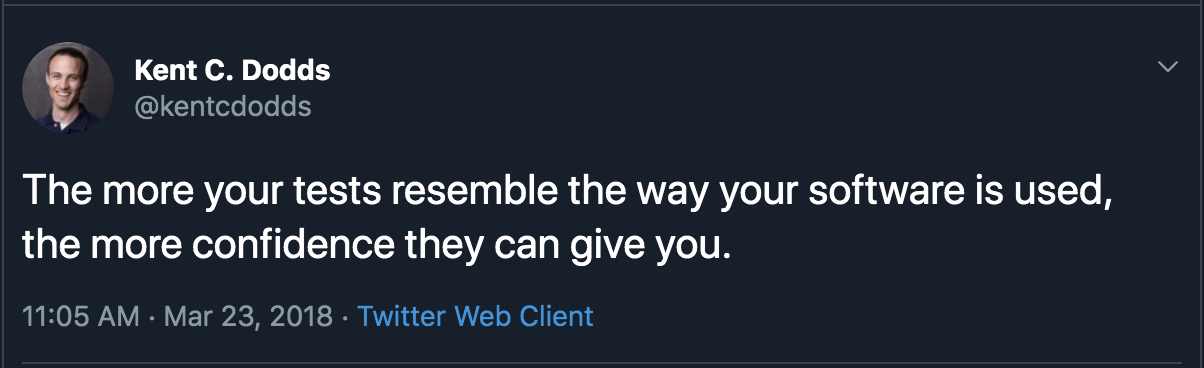 Kent C. Dodds
@kentcdodds
The more your tests resemble the way your software is used,
the more confidence they can give you.
11:05 AM · Mar 23, 2018 · Twitter Web Client